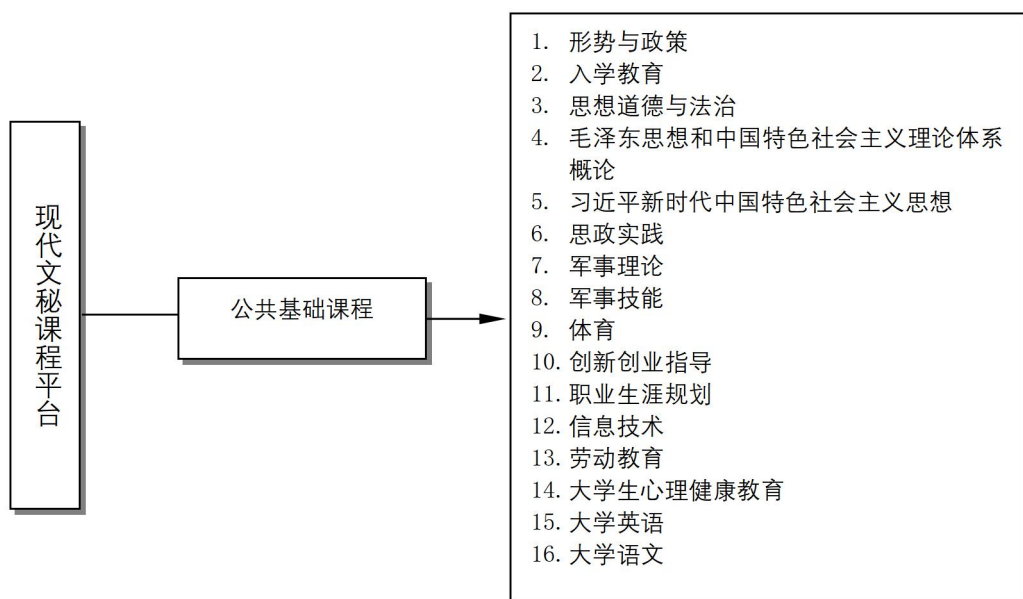 现代文秘课程平台
公共基础课程
1. 形势与政策
2. 入学教育
3. 思想道德与法治
4. 毛泽东思想和中国特色社会主义理论体系
概论
5. 习近平新时代中国特色社会主义思想
6. 思政实践
7. 军事理论
8. 军事技能
9. 体育
10. 创新创业指导
11. 职业生涯规划
12. 信息技术
13. 劳动教育
14. 大学生心理健康教育
15. 大学英语
16. 大学语文